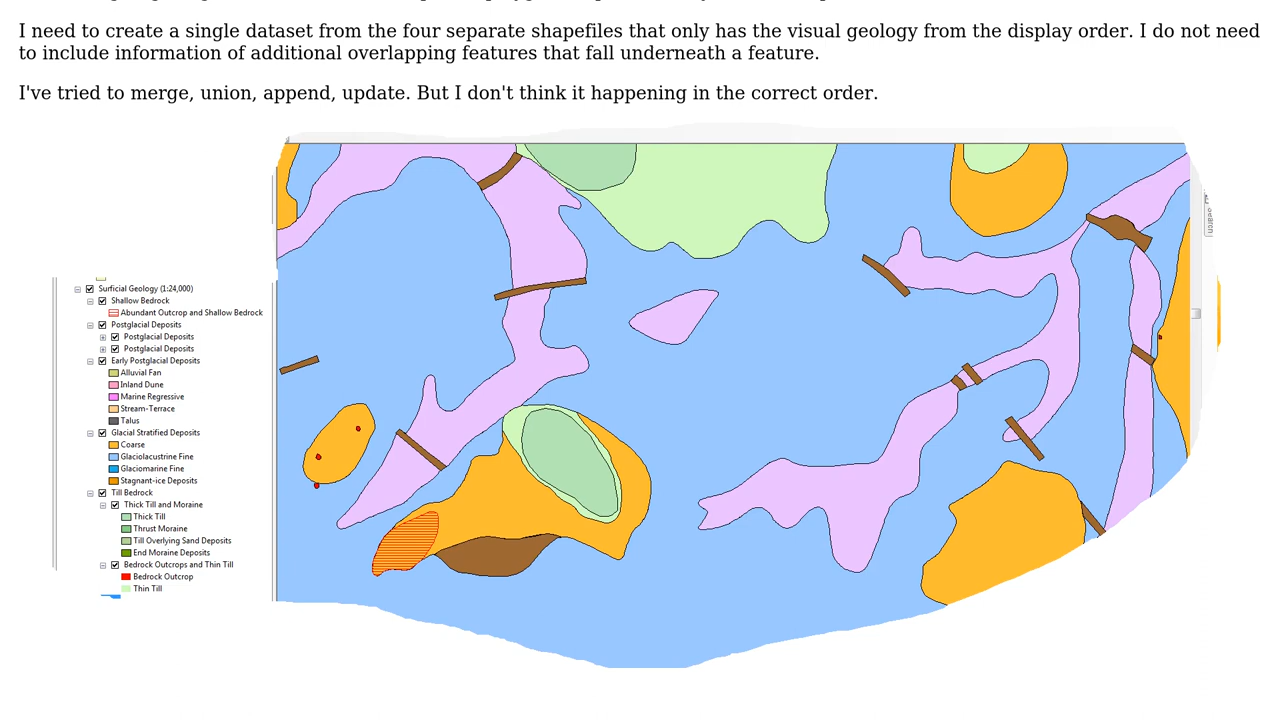 I need to create a single dataset from the four separate shapefiles that only has the visual geology from the display order. I do not need
to include information of additional overlapping features that fall underneath a feature.
I've tried to merge, union, append, update. But I don't think it happening in the correct order.
Surficial Geology (1:24,000)
Shallow Bedrock
Abundant Outcrop and Shallow Bedrock
Postglacial Deposits
Postglacial Deposits
Postglacial Deposits
Early Postglacial Deposits
Alluvial Fan
Inland Dune
Marine Regressive
Stream-Terrace
Talus
Glacial Stratified Deposits
Coarse
Glaciolacustrine Fine
Glaciomarine Fine
Stagnant-ice Deposits
Till Bedrock
Thick Till and Moraine
Thick Till
Thrust Moraine
Till Overlying Sand Deposits
End Moraine Deposits
Bedrock Outcrops and Thin Till
Bedrock Outcrop
Thin Till